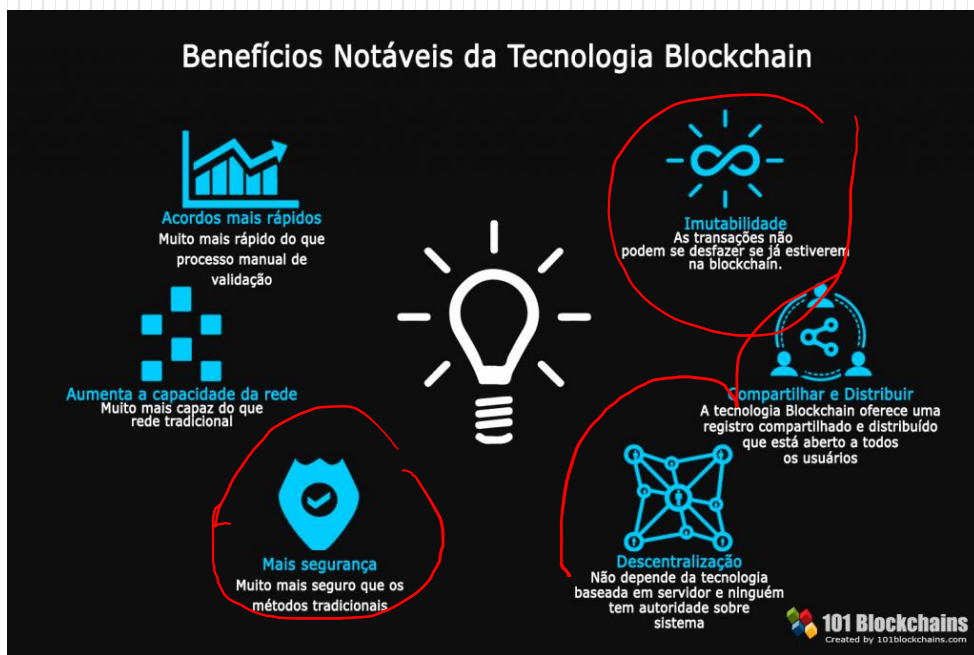 Benefícios Notáveis da Tecnologia Blockchain
Acordos mais rápidos
Muito mais rápido do que
processo manual de
validação
Imutabilidade
As transações não
podem se desfazer se já estiverem
na blockchain.
Aumenta a capacidade da rede
Muito mais capaz do que
rede tradicional
Compartilhar e Distribuir
A tecnologia Blockchain oferece uma
registro compartilhado e distribuído
que está aberto a todos
os usuários
Mais segurança
Muito mais seguro que os
métodos tradicionais
Descentralização
Não depende da tecnologia
baseada em servidor e ninguém
tem autoridade sobre
sistema
101 Blockchains
Created by 101blockchains.com